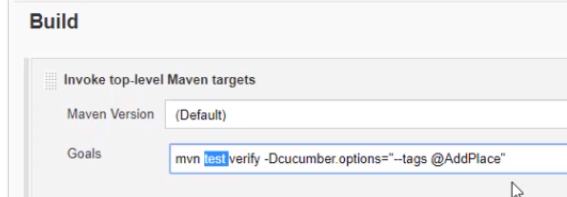 Build
Invoke top-level Maven targets
Maven Version (Default)
Goals mvn test verify -Dcucumber.options="--tags @AddPlace"